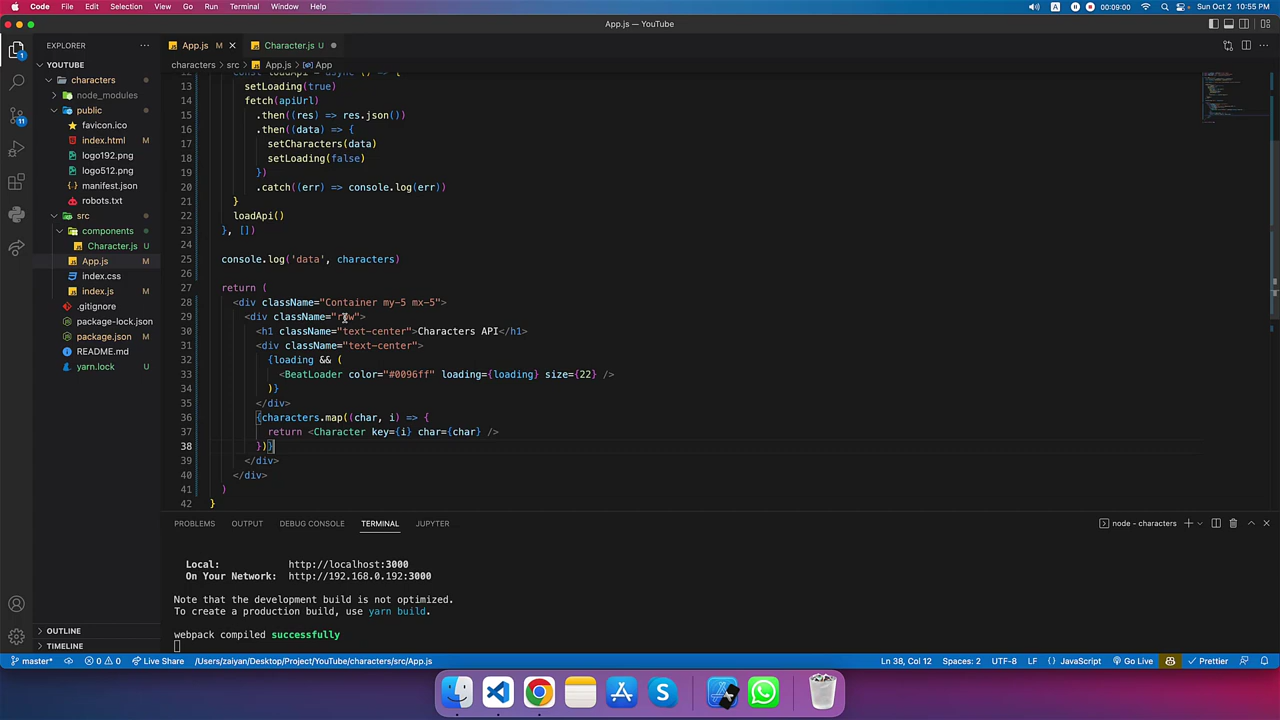 Code File Edit Selection View Go Run Terminal Window Help
00:09:00 A Sun Oct 2 10:55 PM
App.js — YouTube
EXPLORER
App.js M
Character.js U
YOUTUBE
characters
node_modules
public
favicon.ico
index.html M
logo192.png
logo512.png
manifest.json
robots.txt
src
components
Character.js U
App.js M
index.css
index.js M
.gitignore
package-lock.json M
package.json M
README.md
yarn.lock U
OUTLINE
TIMELINE
characters > src > App.js > App
12 const loadApi = async () => {
13 setLoading(true)
14 fetch(apiUrl)
15 .then((res) => res.json())
16 .then((data) => {
17 setCharacters(data)
18 setLoading(false)
19 })
20 .catch((err) => console.log(err))
21 }
22 loadApi()
23 }, [])
24
25 console.log('data', characters)
26
27 return (
28 <div className="Container my-5 mx-5">
29 <div className="row">
30 <h1 className="text-center">Characters API</h1>
31 <div className="text-center">
32 {loading && (
33 <BeatLoader color="#0096ff" loading={loading} size={22} />
34 )}
35 </div>
36 {characters.map((char, i) => {
37 return <Character key={i} char={char} />
38 })}
39 </div>
40 </div>
41 )
42 }
PROBLEMS OUTPUT DEBUG CONSOLE TERMINAL JUPYTER
node - characters
Local: http://localhost:3000
On Your Network: http://192.168.0.192:3000
Note that the development build is not optimized.
To create a production build, use yarn build.
webpack compiled successfully
master* 0 0 Live Share /Users/zaiyan/Desktop/Project/YouTube/characters/src/App.js Ln 38, Col 12 Spaces: 2 UTF-8 LF JavaScript Go Live Prettier